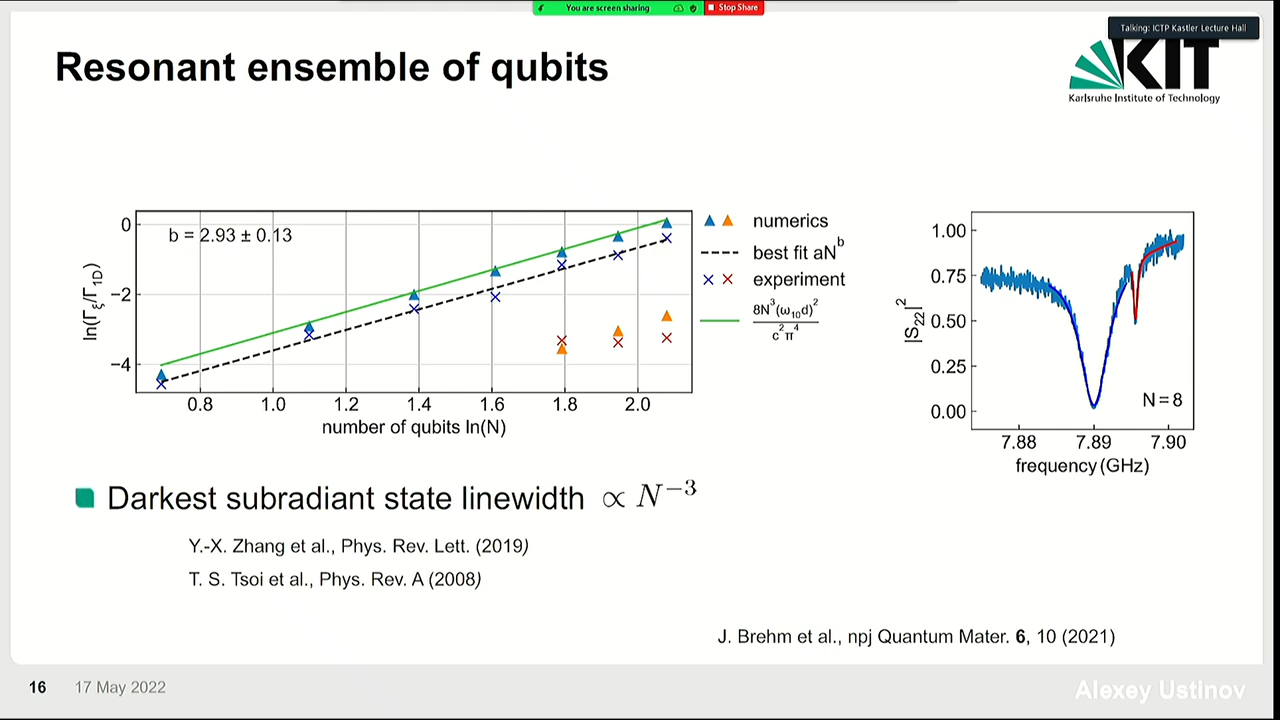 You are screen sharing
Stop Share
Talking: ICTP Kastler Lecture Hall
Resonant ensemble of qubits
KIT
Karlsruhe Institute of Technology
b = 2.93 ± 0.13
ln(Γξ/Γ1D)
0
−2
−4
0.8 1.0 1.2 1.4 1.6 1.8 2.0
number of qubits ln(N)
numerics
best fit aN^b
experiment
8N³(ω₁₀d)²
c²π⁴
|S₂₂|²
1.00
0.75
0.50
0.25
0.00
N = 8
7.88 7.89 7.90
frequency (GHz)
Darkest subradiant state linewidth ∝ N⁻³
Y.-X. Zhang et al., Phys. Rev. Lett. (2019)
T. S. Tsoi et al., Phys. Rev. A (2008)
J. Brehm et al., npj Quantum Mater. 6, 10 (2021)
16 17 May 2022
Alexey Ustinov